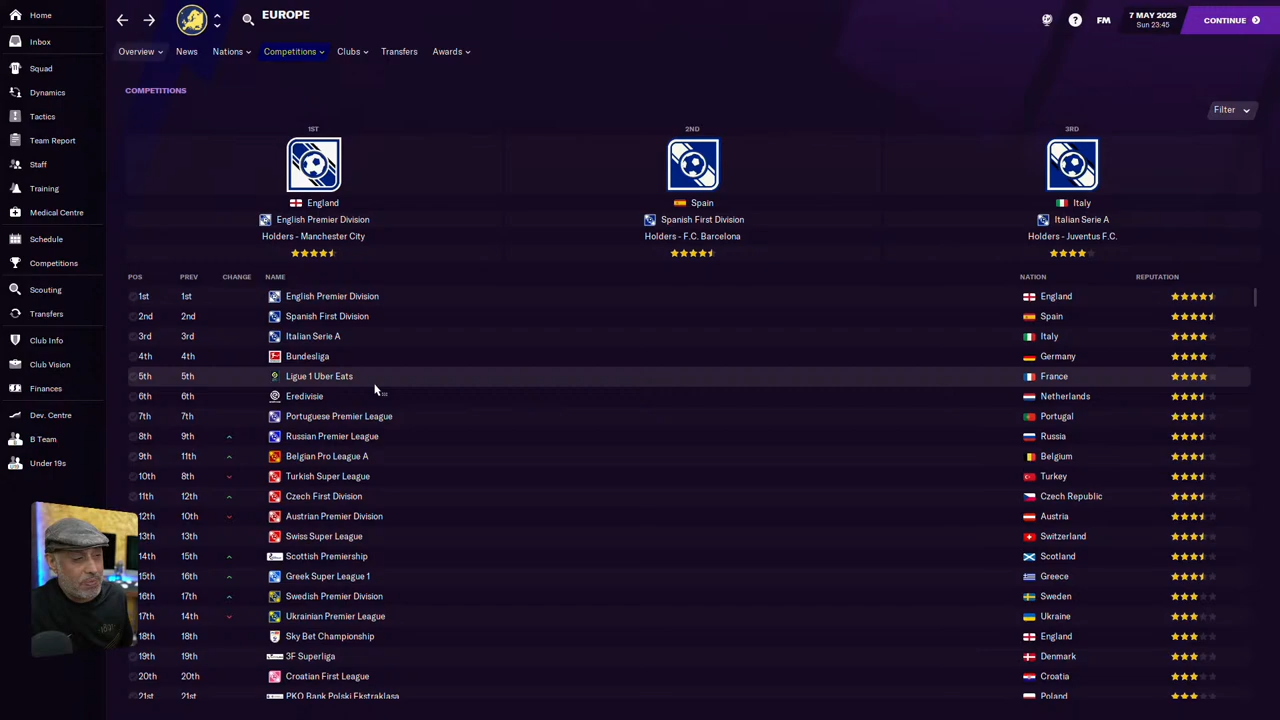 Home
Inbox
Squad
Dynamics
Tactics
Team Report
Staff
Training
Medical Centre
Schedule
Competitions
Scouting
Transfers
Club Info
Club Vision
Finances
Dev. Centre
B Team
Under 19s
EUROPE
FM
7 MAY 2028
Sun 23:45
CONTINUE
Overview News Nations Competitions Clubs Transfers Awards
COMPETITIONS
Filter
1ST
England
English Premier Division
Holders - Manchester City
2ND
Spain
Spanish First Division
Holders - F.C. Barcelona
3RD
Italy
Italian Serie A
Holders - Juventus F.C.
POS PREV CHANGE NAME NATION REPUTATION
1st 1st English Premier Division England
2nd 2nd Spanish First Division Spain
3rd 3rd Italian Serie A Italy
4th 4th Bundesliga Germany
5th 5th Ligue 1 Uber Eats France
6th 6th Eredivisie Netherlands
7th 7th Portuguese Premier League Portugal
8th 9th Russian Premier League Russia
9th 11th Belgian Pro League A Belgium
10th 8th Turkish Super League Turkey
11th 12th Czech First Division Czech Republic
12th 10th Austrian Premier Division Austria
13th 13th Swiss Super League Switzerland
14th 15th Scottish Premiership Scotland
15th 16th Greek Super League 1 Greece
16th 17th Swedish Premier Division Sweden
17th 14th Ukrainian Premier League Ukraine
18th 18th Sky Bet Championship England
19th 19th 3F Superliga Denmark
20th 20th Croatian First League Croatia
21st 21st PKO Bank Polski Ekstraklasa Poland